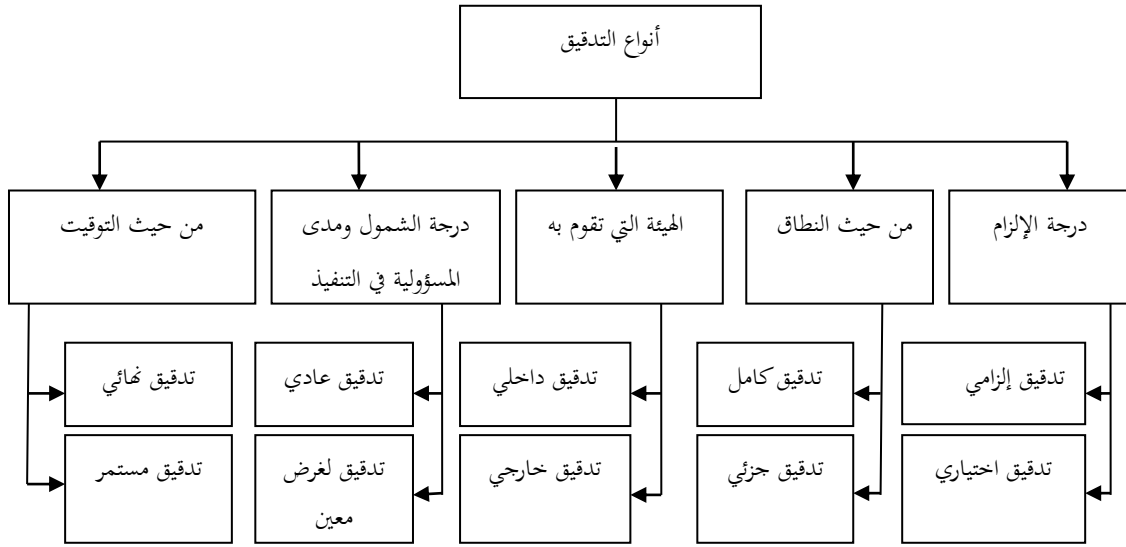 أنواع التدقيق
درجة الإلزام
من حيث النطاق
الهيئة التي تقوم به
درجة الشمول ومدى
المسؤولية في التنفيذ
من حيث التوقيت
تدقيق إلزامي
تدقيق كامل
تدقيق داخلي
تدقيق عادي
تدقيق نهائي
تدقيق اختياري
تدقيق جزئي
تدقيق خارجي
تدقيق لغرض
معين
تدقيق مستمر